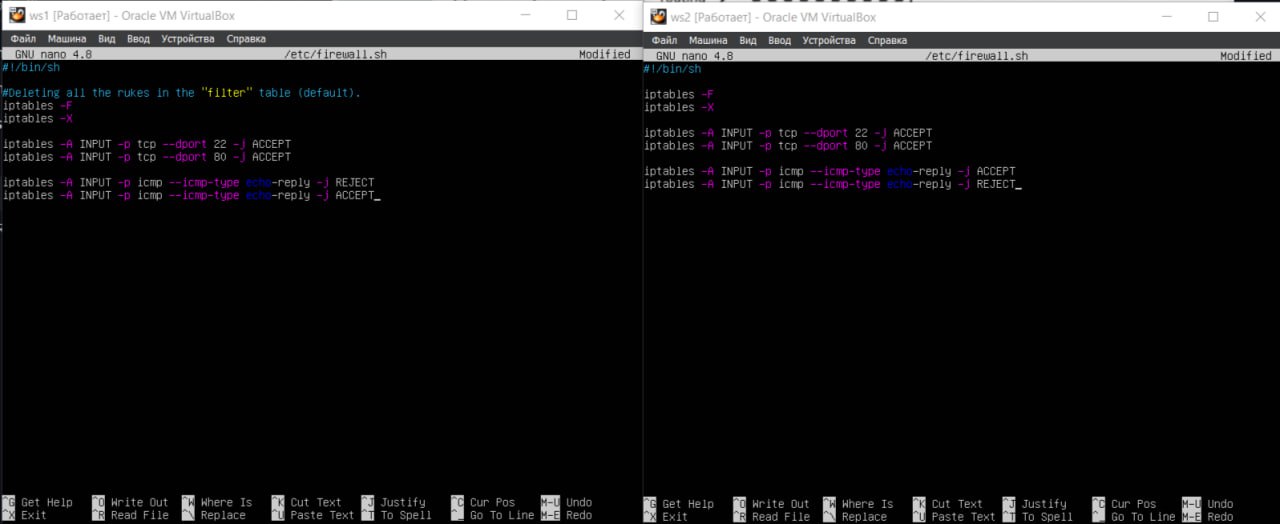 ws1 [Работает] - Oracle VM VirtualBox
Файл Машина Вид Ввод Устройства Справка
GNU nano 4.8 /etc/firewall.sh Modified
#!/bin/sh
#Deleting all the rukes in the "filter" table (default).
iptables -F
iptables -X
iptables -A INPUT -p tcp --dport 22 -j ACCEPT
iptables -A INPUT -p tcp --dport 80 -j ACCEPT
iptables -A INPUT -p icmp --icmp-type echo-reply -j REJECT
iptables -A INPUT -p icmp --icmp-type echo-reply -j ACCEPT_
^G Get Help ^O Write Out ^W Where Is ^K Cut Text ^J Justify ^C Cur Pos M-U Undo
^X Exit ^R Read File ^\ Replace ^U Paste Text ^T To Spell ^_ Go To Line M-E Redo
ws2 [Работает] - Oracle VM VirtualBox
Файл Машина Вид Ввод Устройства Справка
GNU nano 4.8 /etc/firewall.sh Modified
#!/bin/sh
iptables -F
iptables -X
iptables -A INPUT -p tcp --dport 22 -j ACCEPT
iptables -A INPUT -p tcp --dport 80 -j ACCEPT
iptables -A INPUT -p icmp --icmp-type echo-reply -j ACCEPT
iptables -A INPUT -p icmp --icmp-type echo-reply -j REJECT_
^G Get Help ^O Write Out ^W Where Is ^K Cut Text ^J Justify ^C Cur Pos M-U Undo
^X Exit ^R Read File ^\ Replace ^U Paste Text ^T To Spell ^_ Go To Line M-E Redo